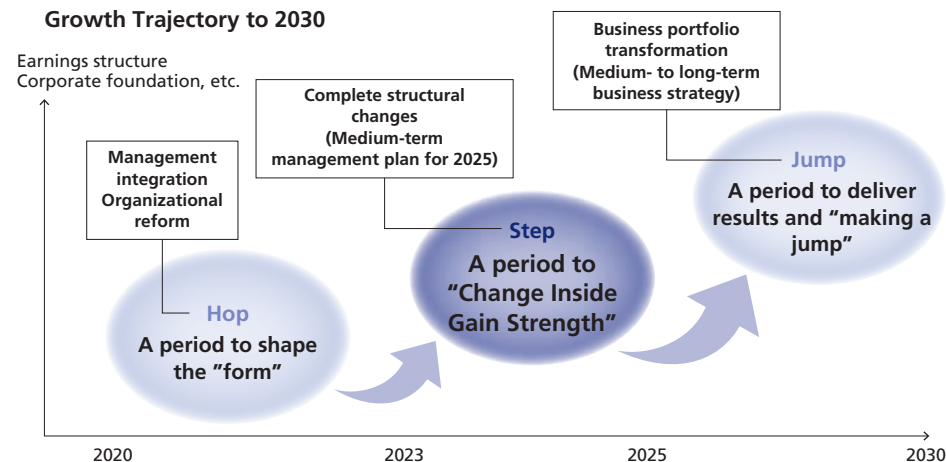 Growth Trajectory to 2030
Earnings structure
Corporate foundation, etc.
Management
integration
Organizational
reform
Hop
A period to shape
the "form"
Complete structural
changes
(Medium-term
management plan for 2025)
Step
A period to
"Change Inside
Gain Strength"
Business portfolio
transformation
(Medium- to long-term
business strategy)
Jump
A period to deliver
results and "making a
jump"
2020
2023
2025
2030